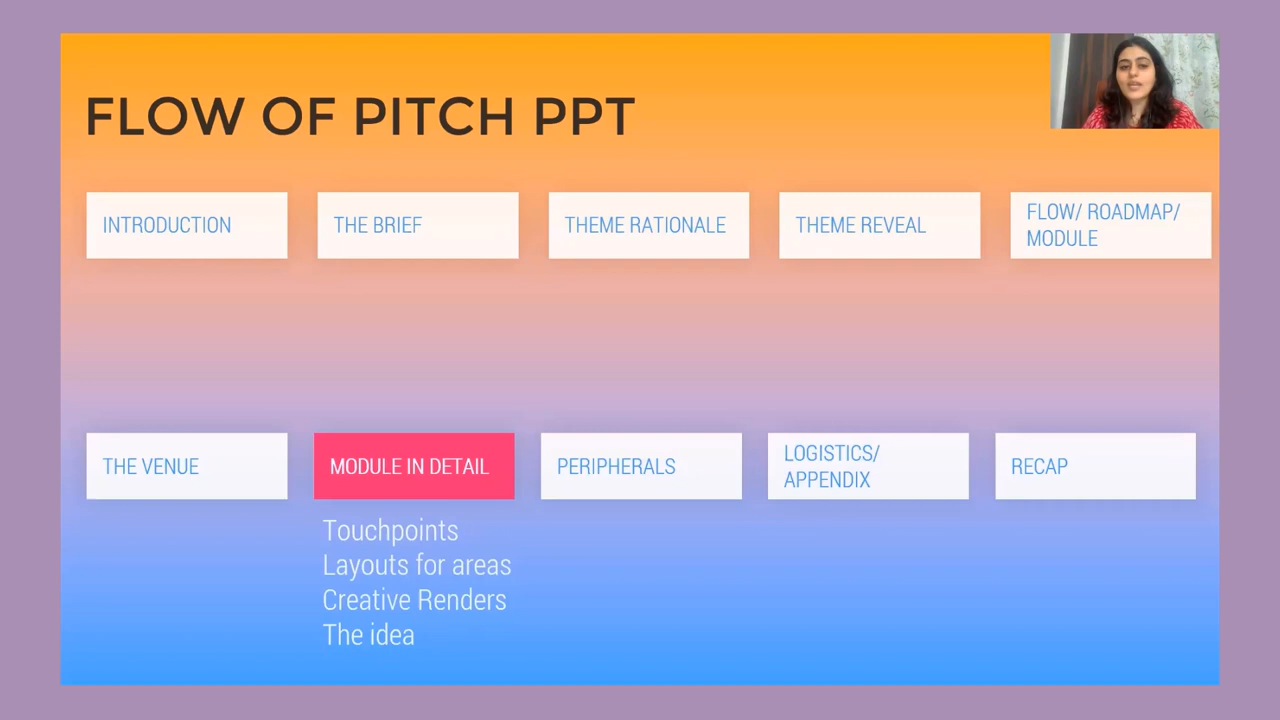 FLOW OF PITCH PPT
INTRODUCTION
THE BRIEF
THEME RATIONALE
THEME REVEAL
FLOW/ ROADMAP/
MODULE
THE VENUE
MODULE IN DETAIL
PERIPHERALS
LOGISTICS/
APPENDIX
RECAP
Touchpoints
Layouts for areas
Creative Renders
The idea